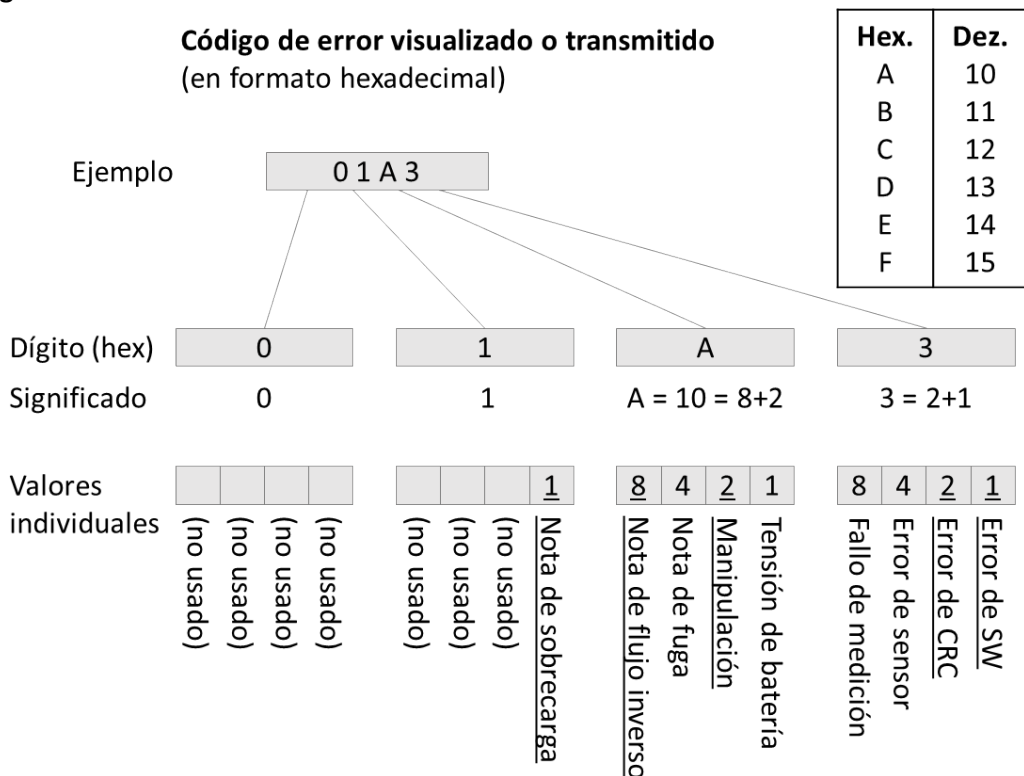 Código de error visualizado o transmitido
(en formato hexadecimal)
Hex. Dez.
A 10
B 11
C 12
D 13
E 14
F 15
Ejemplo 0 1 A 3
Dígito (hex) 0 1 A 3
Significado 0 1 A = 10 = 8+2 3 = 2+1
Valores individuales
1 8 4 2 1 8 4 2 1
(no usado)
(no usado)
(no usado)
(no usado)
(no usado)
(no usado)
(no usado)
Nota de sobrecarga
Nota de flujo inverso
Nota de fuga
Manipulación
Tensión de batería
Fallo de medición
Error de sensor
Error de CRC
Error de SW